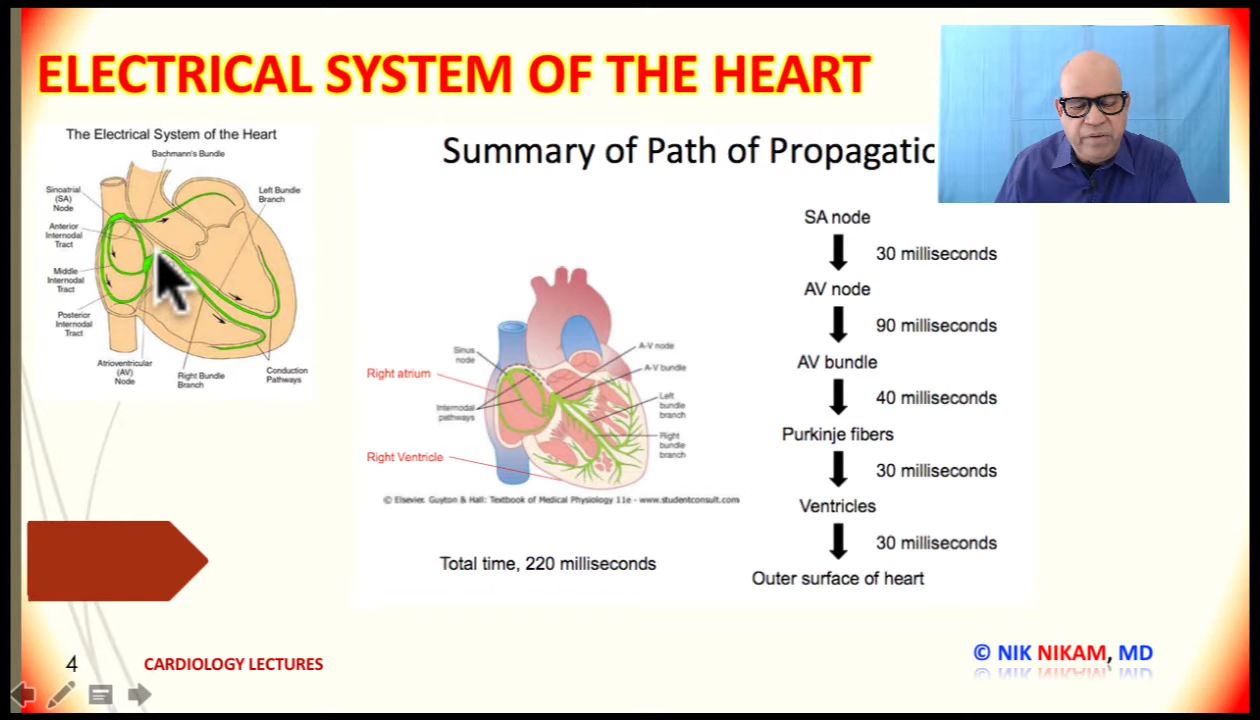 ELECTRICAL SYSTEM OF THE HEART
The Electrical System of the Heart
Bachmann's Bundle
Sinoatrial
(SA)
Node
Left Bundle
Branch
Anterior
Internodal
Tract
Middle
Internodal
Tract
Posterior
Internodal
Tract
Atrioventricular
(AV)
Node
Right Bundle
Branch
Conduction
Pathways
Summary of Path of Propagatic
Sinus
node
A-V node
A-V bundle
Right atrium
Internodal
pathways
Left
bundle
branch
Right
bundle
branch
Right Ventricle
© Elsevier. Guyton & Hall: Textbook of Medical Physiology 11e - www.studentconsult.com
Total time, 220 milliseconds
SA node
30 milliseconds
AV node
90 milliseconds
AV bundle
40 milliseconds
Purkinje fibers
30 milliseconds
Ventricles
30 milliseconds
Outer surface of heart
4
CARDIOLOGY LECTURES
© NIK NIKAM, MD